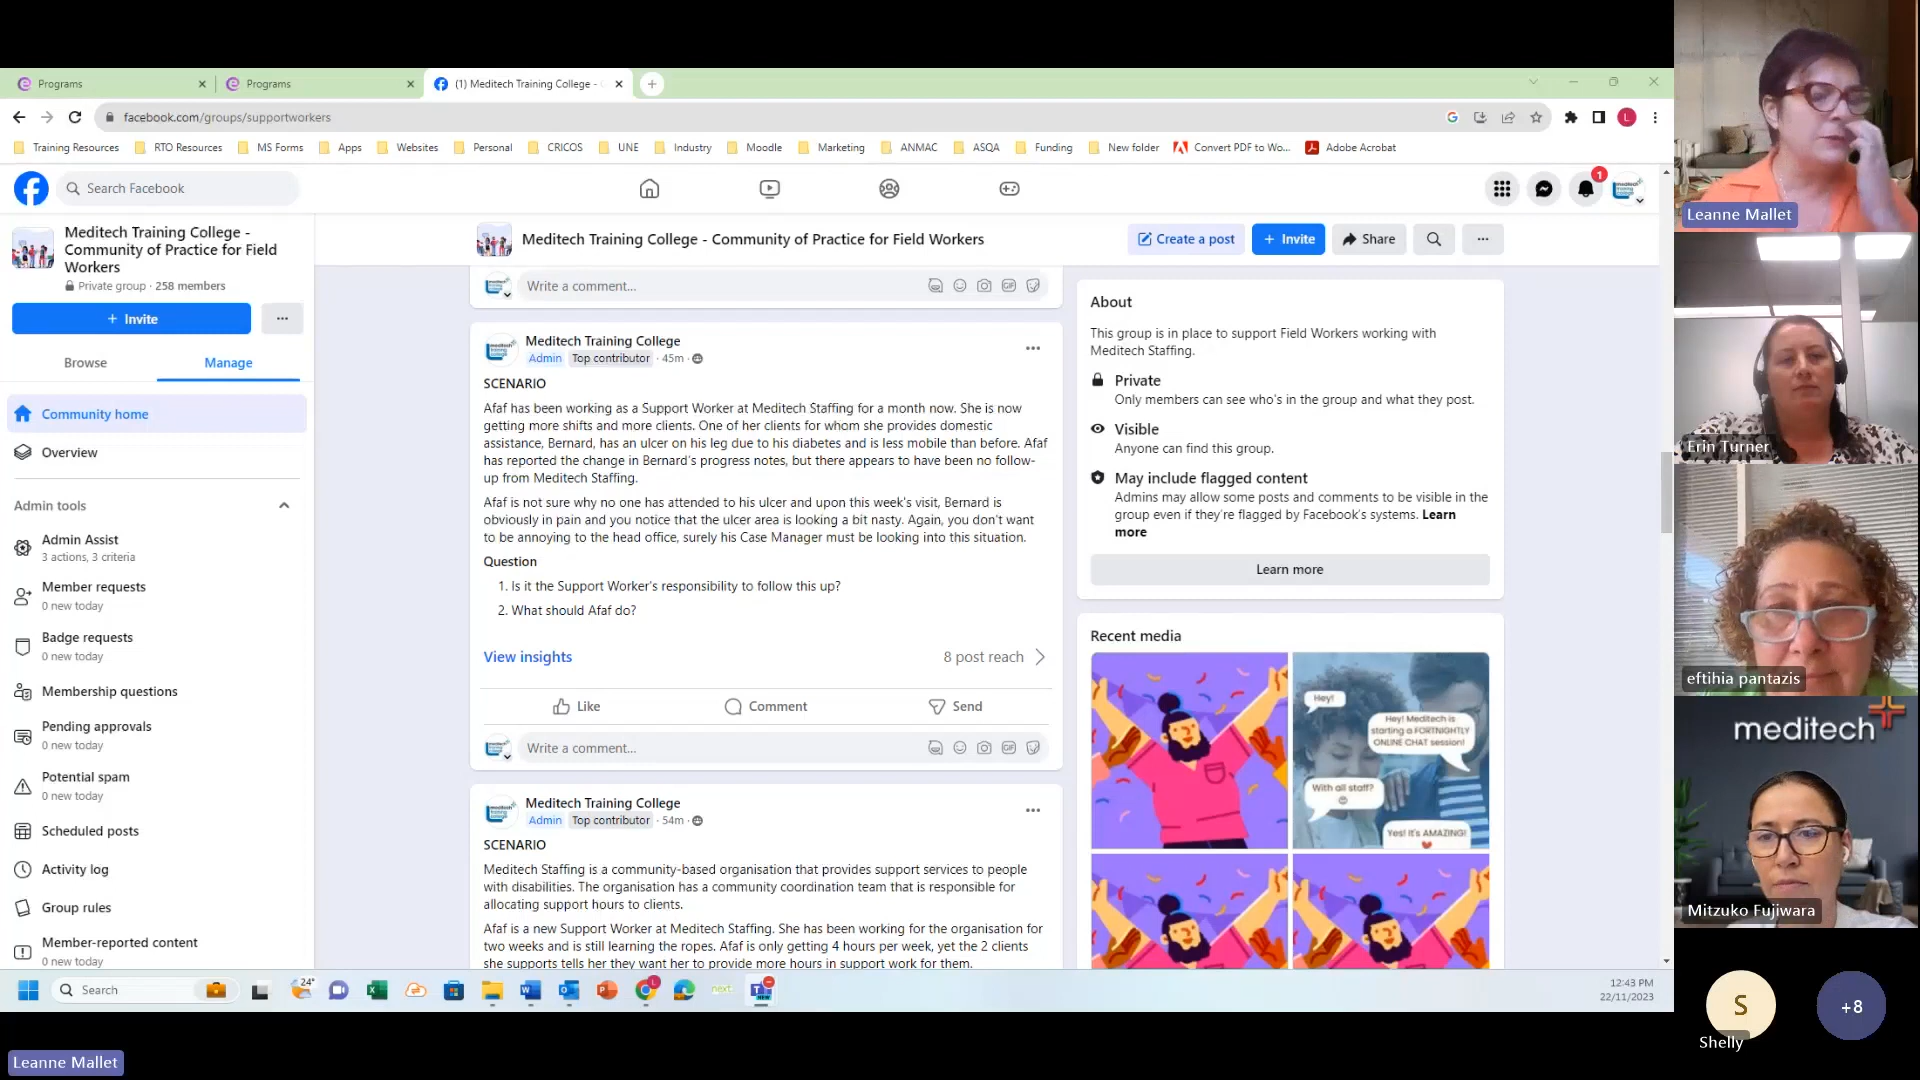 Programs
Programs
(1) Meditech Training College -
facebook.com/groups/supportworkers
L
Training Resources
RTO Resources
MS Forms
Apps
Websites
Personal
CRICOS
UNE
Industry
Moodle
Marketing
ANMAC
ASQA
Funding
New folder
Convert PDF to Wo...
Adobe Acrobat
Search Facebook
1
Meditech Training College -
Community of Practice for Field
Workers
Private group · 258 members
+ Invite
Browse
Manage
Community home
Overview
Admin tools
Admin Assist
3 actions, 3 criteria
Member requests
0 new today
Badge requests
0 new today
Membership questions
Pending approvals
0 new today
Potential spam
0 new today
Scheduled posts
Activity log
Group rules
Member-reported content
0 new today
Meditech Training College - Community of Practice for Field Workers
Create a post
+ Invite
Share
Write a comment...
GIF
Meditech Training College
Admin Top contributor · 45m ·
SCENARIO
Afaf has been working as a Support Worker at Meditech Staffing for a month now. She is now
getting more shifts and more clients. One of her clients for whom she provides domestic
assistance, Bernard, has an ulcer on his leg due to his diabetes and is less mobile than before. Afaf
has reported the change in Bernard's progress notes, but there appears to have been no follow-
up from Meditech Staffing.
Afaf is not sure why no one has attended to his ulcer and upon this week's visit, Bernard is
obviously in pain and you notice that the ulcer area is looking a bit nasty. Again, you don't want
to be annoying to the head office, surely his Case Manager must be looking into this situation.
Question
1. Is it the Support Worker's responsibility to follow this up?
2. What should Afaf do?
View insights
8 post reach
Like
Comment
Send
Write a comment...
GIF
Meditech Training College
Admin Top contributor · 54m ·
SCENARIO
Meditech Staffing is a community-based organisation that provides support services to people
with disabilities. The organisation has a community coordination team that is responsible for
allocating support hours to clients.
Afaf is a new Support Worker at Meditech Staffing. She has been working for the organisation for
two weeks and is still learning the ropes. Afaf is only getting 4 hours per week, yet the 2 clients
she supports tells her they want her to provide more hours in support work for them.
About
This group is in place to support Field Workers working with
Meditech Staffing.
Private
Only members can see who's in the group and what they post.
Visible
Anyone can find this group.
May include flagged content
Admins may allow some posts and comments to be visible in the
group even if they're flagged by Facebook's systems. Learn
more
Learn more
Recent media
Hey!
Hey! Meditech is
starting a FORTNIGHTLY
ONLINE CHAT session!
With all staff?
Yes! It's AMAZING!
Search
24°
next
NEW
12:43 PM
22/11/2023
Leanne Mallet
Erin Turner
eftihia pantazis
meditech
Mitzuko Fujiwara
S
Shelly
+8
Leanne Mallet